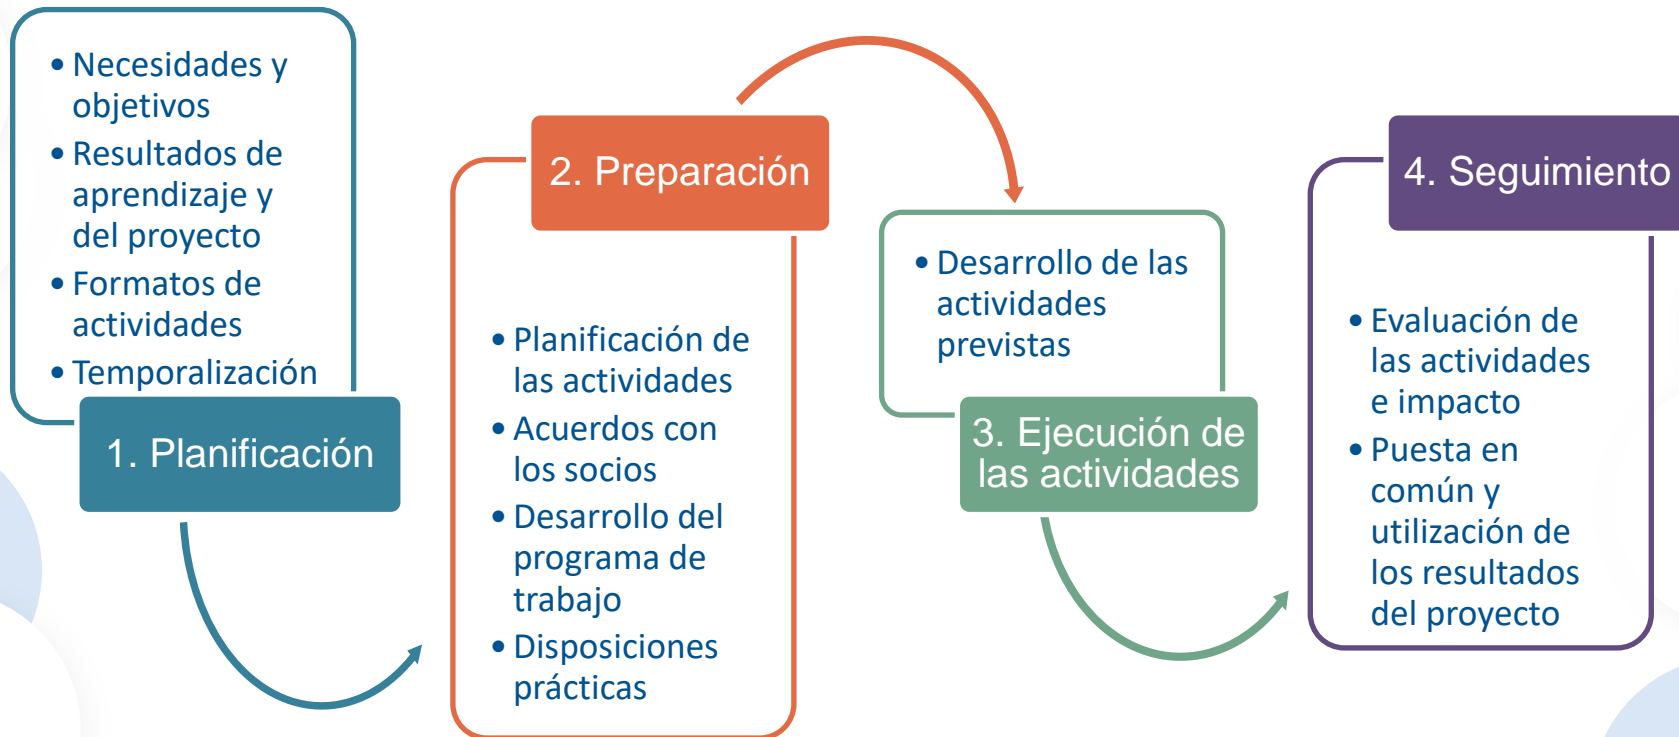 • Necesidades y
objetivos
• Resultados de
aprendizaje y
del proyecto
• Formatos de
actividades
• Temporalización
1. Planificación
2. Preparación
• Planificación de
las actividades
• Acuerdos con
los socios
• Desarrollo del
programa de
trabajo
• Disposiciones
prácticas
• Desarrollo de las
actividades
previstas
3. Ejecución de
las actividades
4. Seguimiento
• Evaluación de
las actividades
e impacto
• Puesta en
común y
utilización de
los resultados
del proyecto